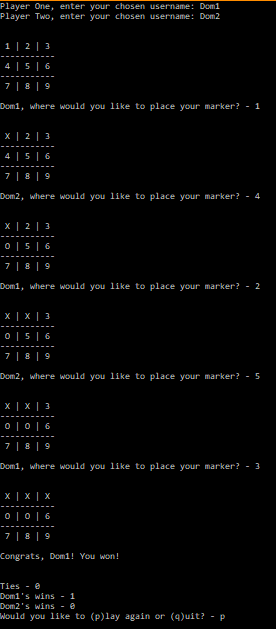 Player One, enter your chosen username: Dom1
Player Two, enter your chosen username: Dom2
1 | 2 | 3
-----------
4 | 5 | 6
-----------
7 | 8 | 9
Dom1, where would you like to place your marker? - 1
X | 2 | 3
-----------
4 | 5 | 6
-----------
7 | 8 | 9
Dom2, where would you like to place your marker? - 4
X | 2 | 3
-----------
0 | 5 | 6
-----------
7 | 8 | 9
Dom1, where would you like to place your marker? - 2
X | X | 3
-----------
0 | 5 | 6
-----------
7 | 8 | 9
Dom2, where would you like to place your marker? - 5
X | X | 3
-----------
0 | 0 | 6
-----------
7 | 8 | 9
Dom1, where would you like to place your marker? - 3
X | X | X
-----------
0 | 0 | 6
-----------
7 | 8 | 9
Congrats, Dom1! You won!
Ties - 0
Dom1's wins - 1
Dom2's wins - 0
Would you like to (p)lay again or (q)uit? - p